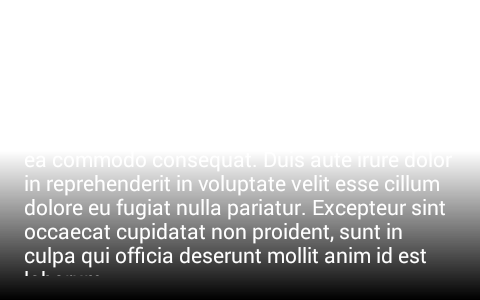 ea commodo consequat. Duis aute irure dolor
in reprehenderit in voluptate velit esse cillum
dolore eu fugiat nulla pariatur. Excepteur sint
occaecat cupidatat non proident, sunt in
culpa qui officia deserunt mollit anim id est
laborum